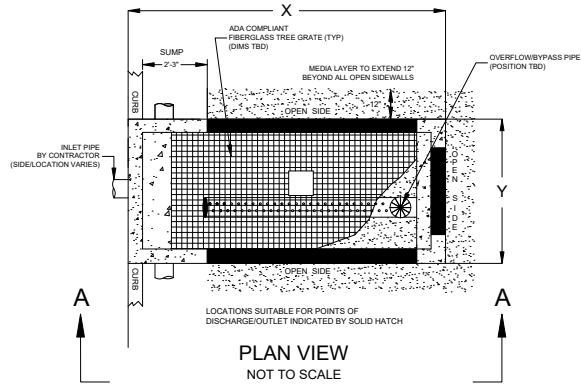 X
ADA COMPLIANT
FIBERGLASS TREE GRATE (TYP)
(DIMS TBD)
SUMP
2'-3"
MEDIA LAYER TO EXTEND 12"
BEYOND ALL OPEN SIDEWALLS
OVERFLOW/BYPASS PIPE
(POSITION TBD)
CURB
12"
OPEN SIDE
INLET PIPE
BY CONTRACTOR
(SIDE/LOCATION VARIES)
OPEN SIDE
Y
OPEN SIDE
CURB
A
A
LOCATIONS SUITABLE FOR POINTS OF
DISCHARGE/OUTLET INDICATED BY SOLID HATCH
PLAN VIEW
NOT TO SCALE